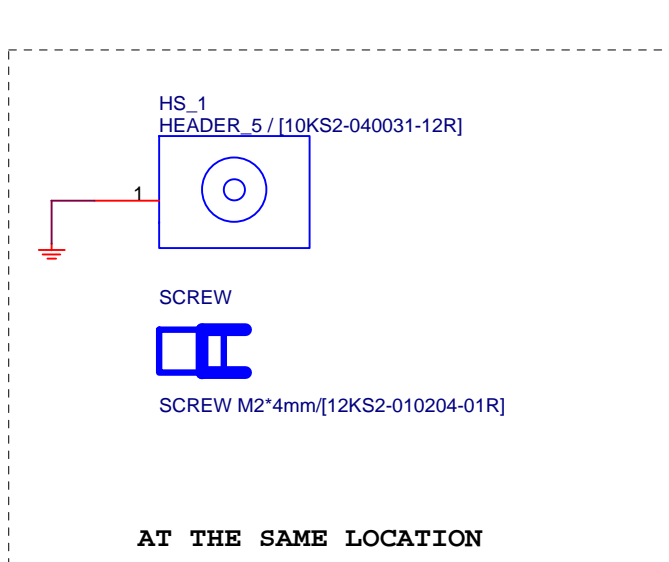 HS_1
HEADER_5 / [10KS2-040031-12R]
1
SCREW
SCREW M2*4mm/[12KS2-010204-01R]
AT THE SAME LOCATION